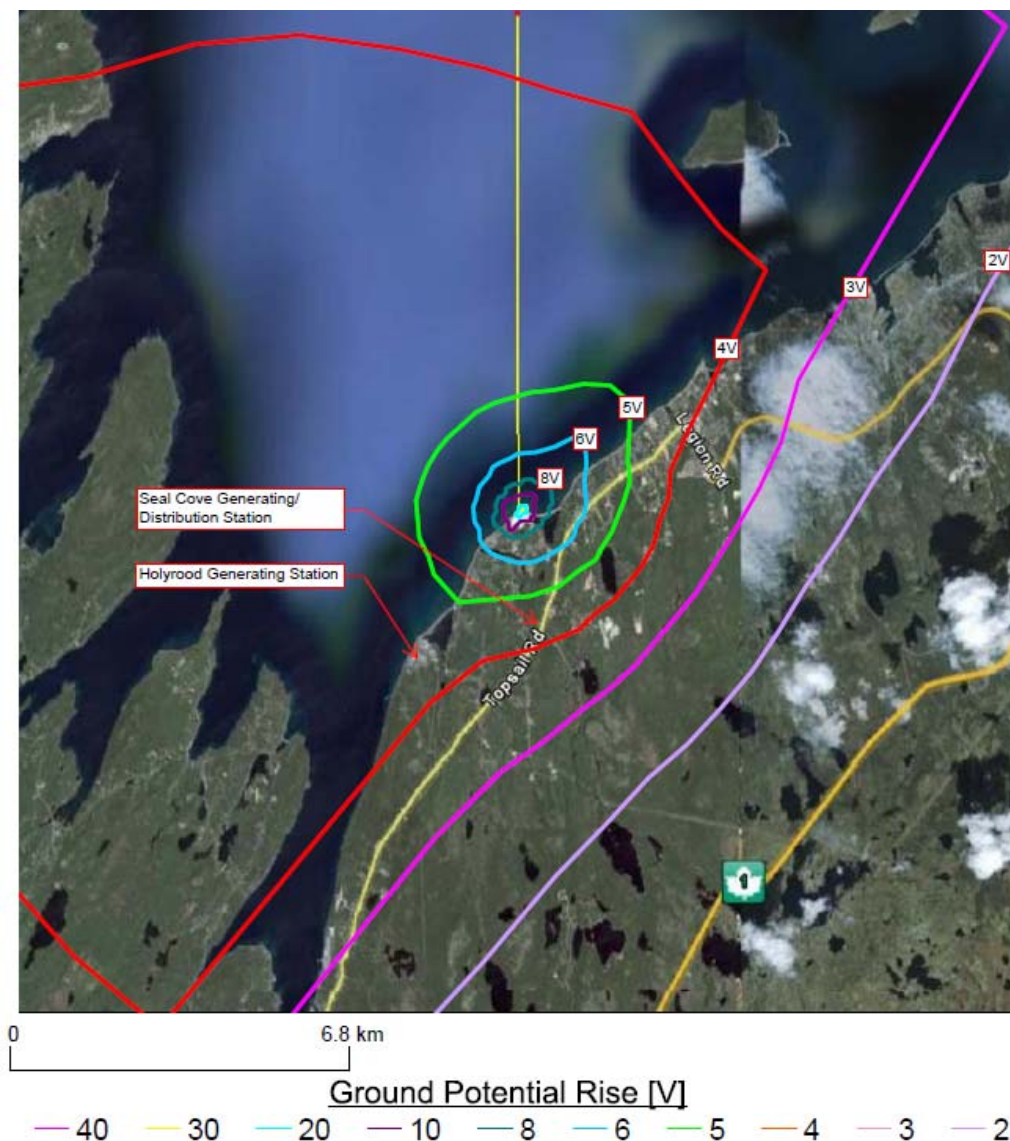 2V
3V
4V
5V
Legion Rd
6V
8V
Seal Cove Generating/
Distribution Station
Holyrood Generating Station
Topsail Rd
1
0 6.8 km
Ground Potential Rise [V]
40 30 20 10 8 6 5 4 3 2